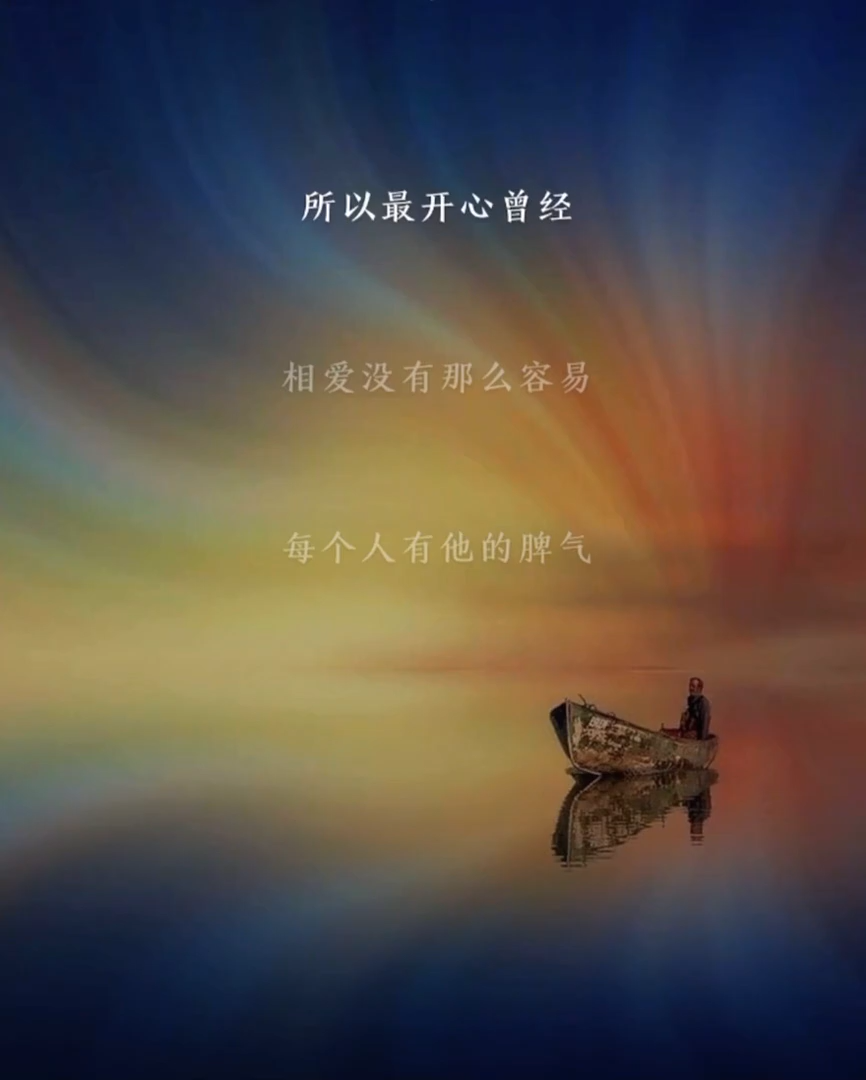 所以最开心曾经
相爱没有那么容易
每个人有他的脾气